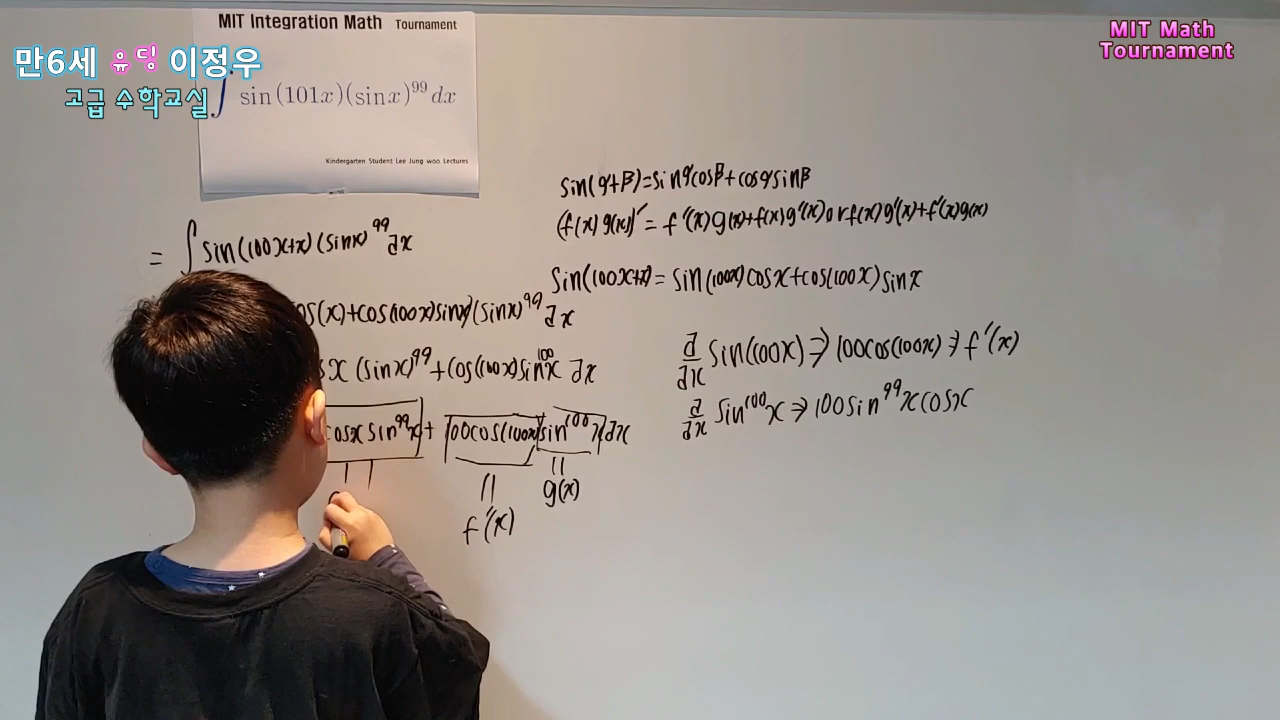 MIT Integration Math Tournament
만6세 유딩 이정우
고급 수학교실
MIT Math
Tournament
∫ sin (101x)(sin x)^99 dx
Kindergarten Student Lee Jung woo Lectures
= ∫ sin(100x+x)(sinx)^99 dx
os(x)+cos(100x)sinx)(sinx)^99 dx
sx (sinx)^99+cos(100x)sin^100 x dx
cosx sin^99 x + 100cos(100x) sin^100 x dx
g(x)
f'(x)
sin(α+β)=sinαcosβ+cosαsinβ
(f(x)g(x))' = f'(x)g(x)+f(x)g'(x) or f(x)g'(x)+f'(x)g(x)
sin(100x+x)= sin(100x)cosx+cos(100x)sinx
d/dx sin(100x) ⇒ 100cos(100x) ⇒ f'(x)
d/dx sin^100 x ⇒ 100sin^99 x cosx